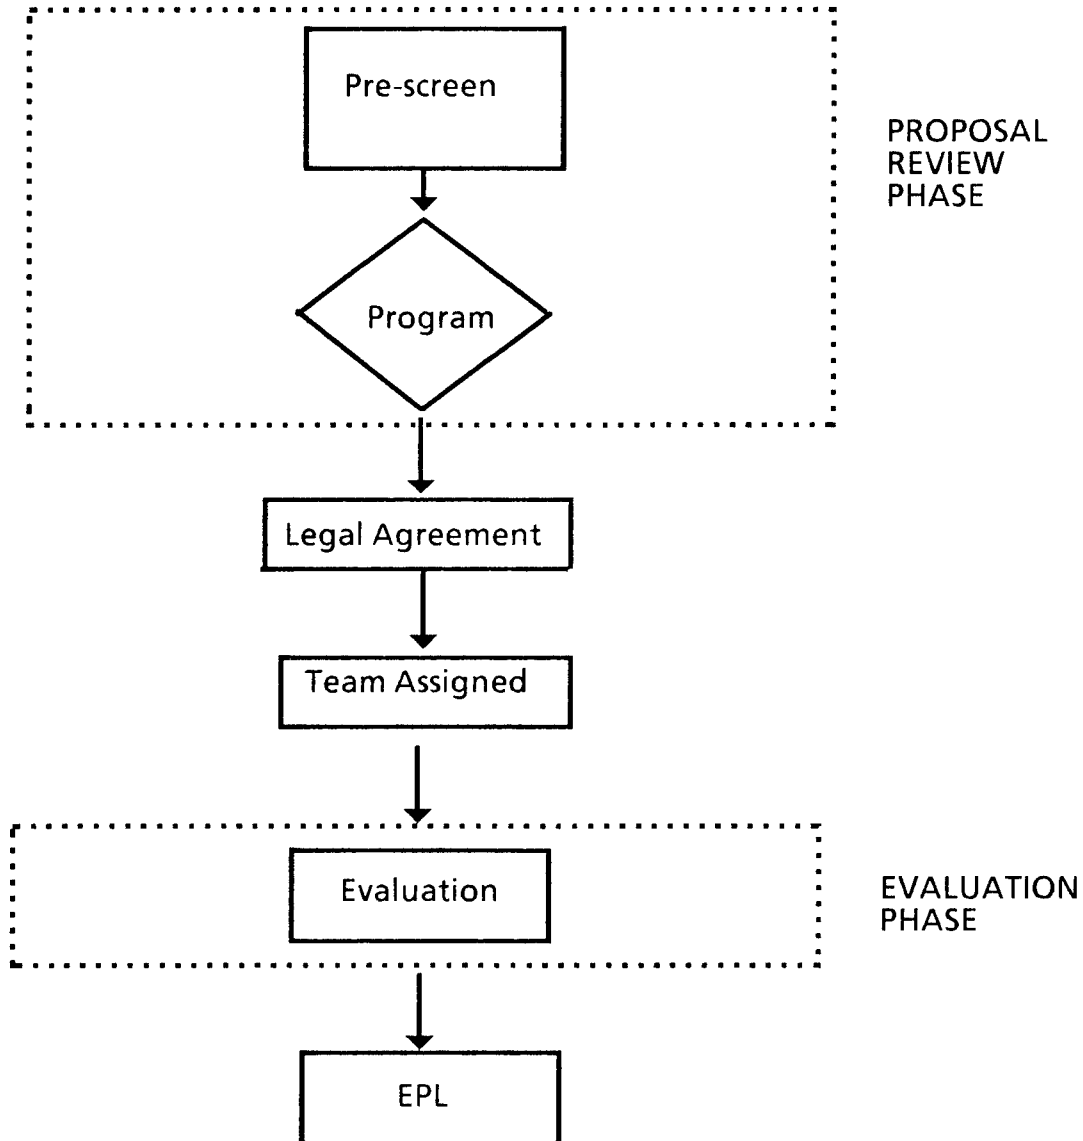 Pre-screen
PROPOSAL
REVIEW
PHASE
Program
Legal Agreement
Team Assigned
Evaluation
EVALUATION
PHASE
EPL